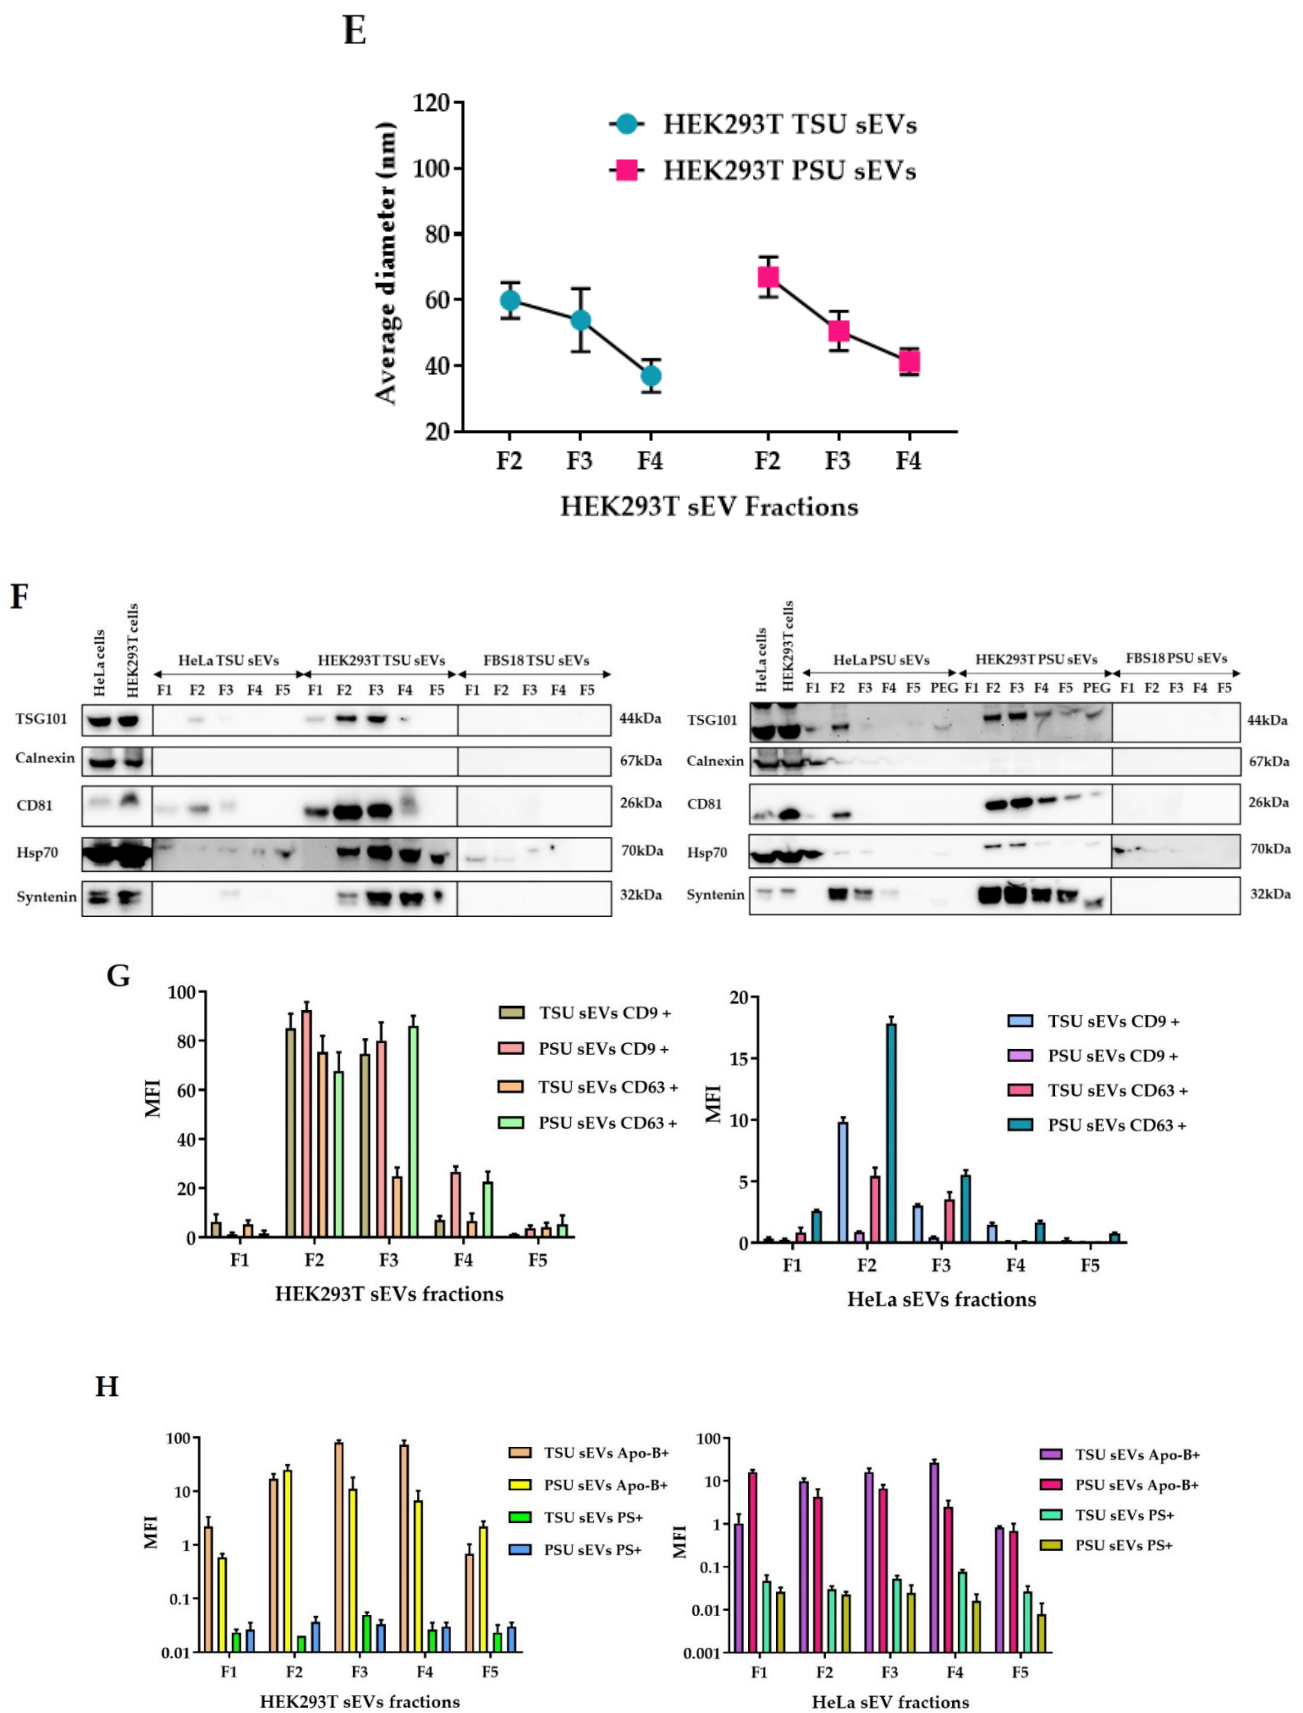 E
120
100
80
60
40
20
Average diameter (nm)
HEK293T TSU sEVs
HEK293T PSU sEVs
F2 F3 F4 F2 F3 F4
HEK293T sEV Fractions
F
HeLa cells
HEK293T cells
HeLa TSU sEVs HEK293T TSU sEVs FBS18 TSU sEVs
F1 F2 F3 F4 F5 F1 F2 F3 F4 F5 F1 F2 F3 F4 F5
TSG101 44kDa
Calnexin 67kDa
CD81 26kDa
Hsp70 70kDa
Syntenin 32kDa
HeLa cells
HEK293T cells
HeLa PSU sEVs HEK293T PSU sEVs FBS18 PSU sEVs
F1 F2 F3 F4 F5 PEG F1 F2 F3 F4 F5 PEG F1 F2 F3 F4 F5
TSG101 44kDa
Calnexin 67kDa
CD81 26kDa
Hsp70 70kDa
Syntenin 32kDa
G
100
80
60
40
20
0
MFI
TSU sEVs CD9 +
PSU sEVs CD9 +
TSU sEVs CD63 +
PSU sEVs CD63 +
F1 F2 F3 F4 F5
HEK293T sEVs fractions
20
15
10
5
0
MFI
TSU sEVs CD9 +
PSU sEVs CD9 +
TSU sEVs CD63 +
PSU sEVs CD63 +
F1 F2 F3 F4 F5
HeLa sEVs fractions
H
100
10
1
0.1
0.01
MFI
TSU sEVs Apo-B+
PSU sEVs Apo-B+
TSU sEVs PS+
PSU sEVs PS+
F1 F2 F3 F4 F5
HEK293T sEVs fractions
100
10
1
0.1
0.01
0.001
MFI
TSU sEVs Apo-B+
PSU sEVs Apo-B+
TSU sEVs PS+
PSU sEVs PS+
F1 F2 F3 F4 F5
HeLa sEV fractions